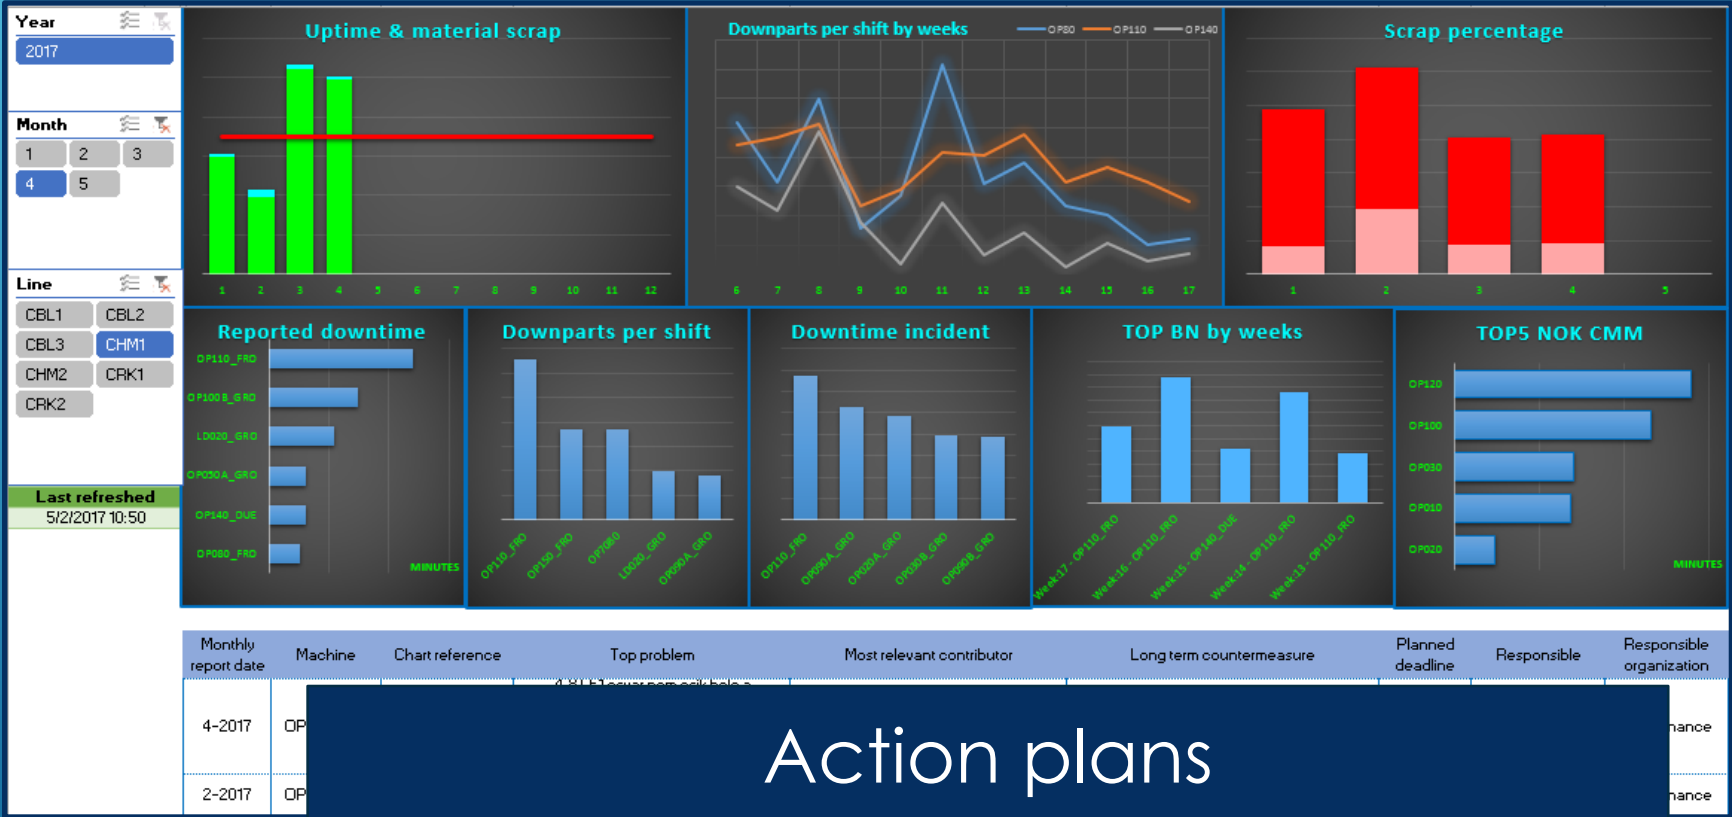 Year
2017
Month
1 2 3
4 5
Line
CBL1 CBL2
CBL3 CHM1
CHM2 CRK1
CRK2
Last refreshed
5/2/2017 10:50
Uptime & material scrap
1 2 3 4 5 6 7 8 9 10 11 12
Downparts per shift by weeks
OP80 OP110 OP140
6 7 8 9 10 11 12 13 14 15 16 17
Scrap percentage
1 2 3 4 5
Reported downtime
OP110_FRO
OP100B_GRO
LD020_GRO
OP050A_GRO
OP140_DUE
OP080_FRO
MINUTES
Downparts per shift
OP110_FRO
OP150_FRO
OP7080
LD020_GRO
OP090A_GRO
Downtime incident
OP110_FRO
OP090A_GRO
OP020A_GRO
OP030B_GRO
OP090B_GRO
TOP BN by weeks
Week:17 - OP110_FRO
Week:16 - OP110_FRO
Week:15 - OP140_DUE
Week:14 - OP110_FRO
Week:13 - OP110_FRO
TOP5 NOK CMM
OP120
OP100
OP030
OP010
OP020
MINUTES
Monthly report date Machine Chart reference Top problem Most relevant contributor Long term countermeasure Planned deadline Responsible Responsible organization
4-2017 OP
nance
Action plans
2-2017 OP
nance